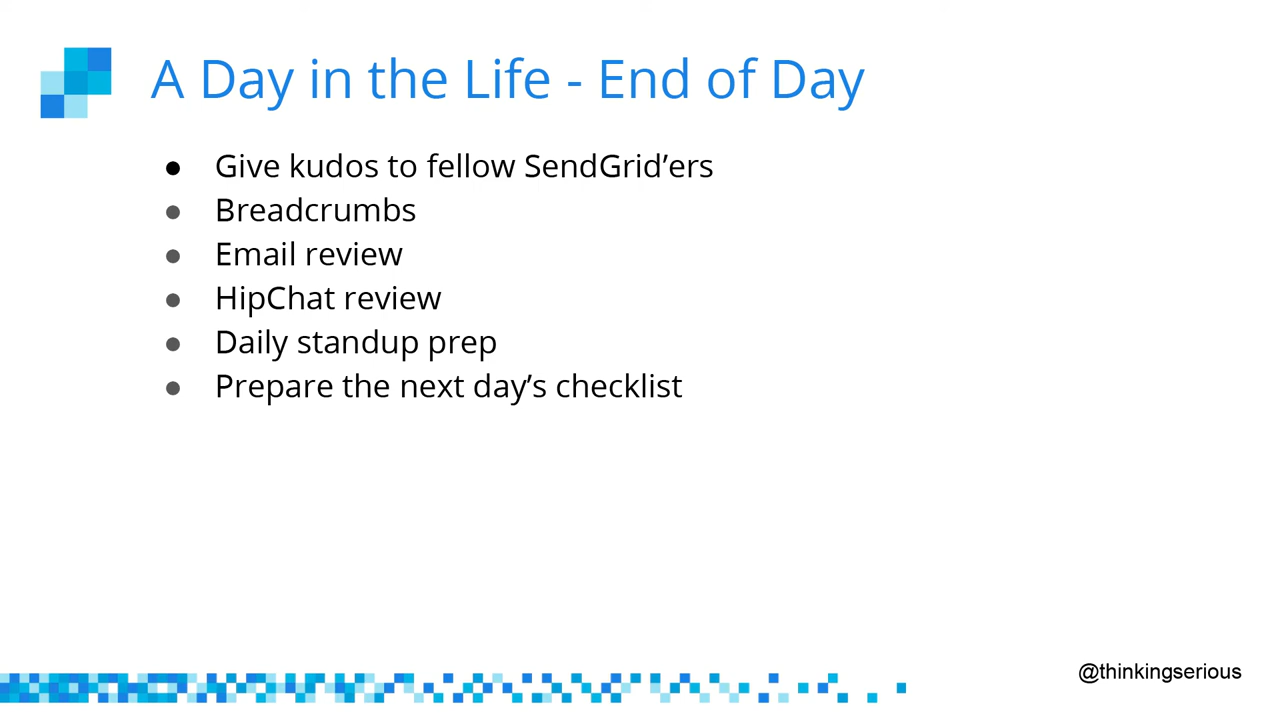 A Day in the Life - End of Day
● Give kudos to fellow SendGrid’ers
● Breadcrumbs
● Email review
● HipChat review
● Daily standup prep
● Prepare the next day’s checklist
@thinkingserious